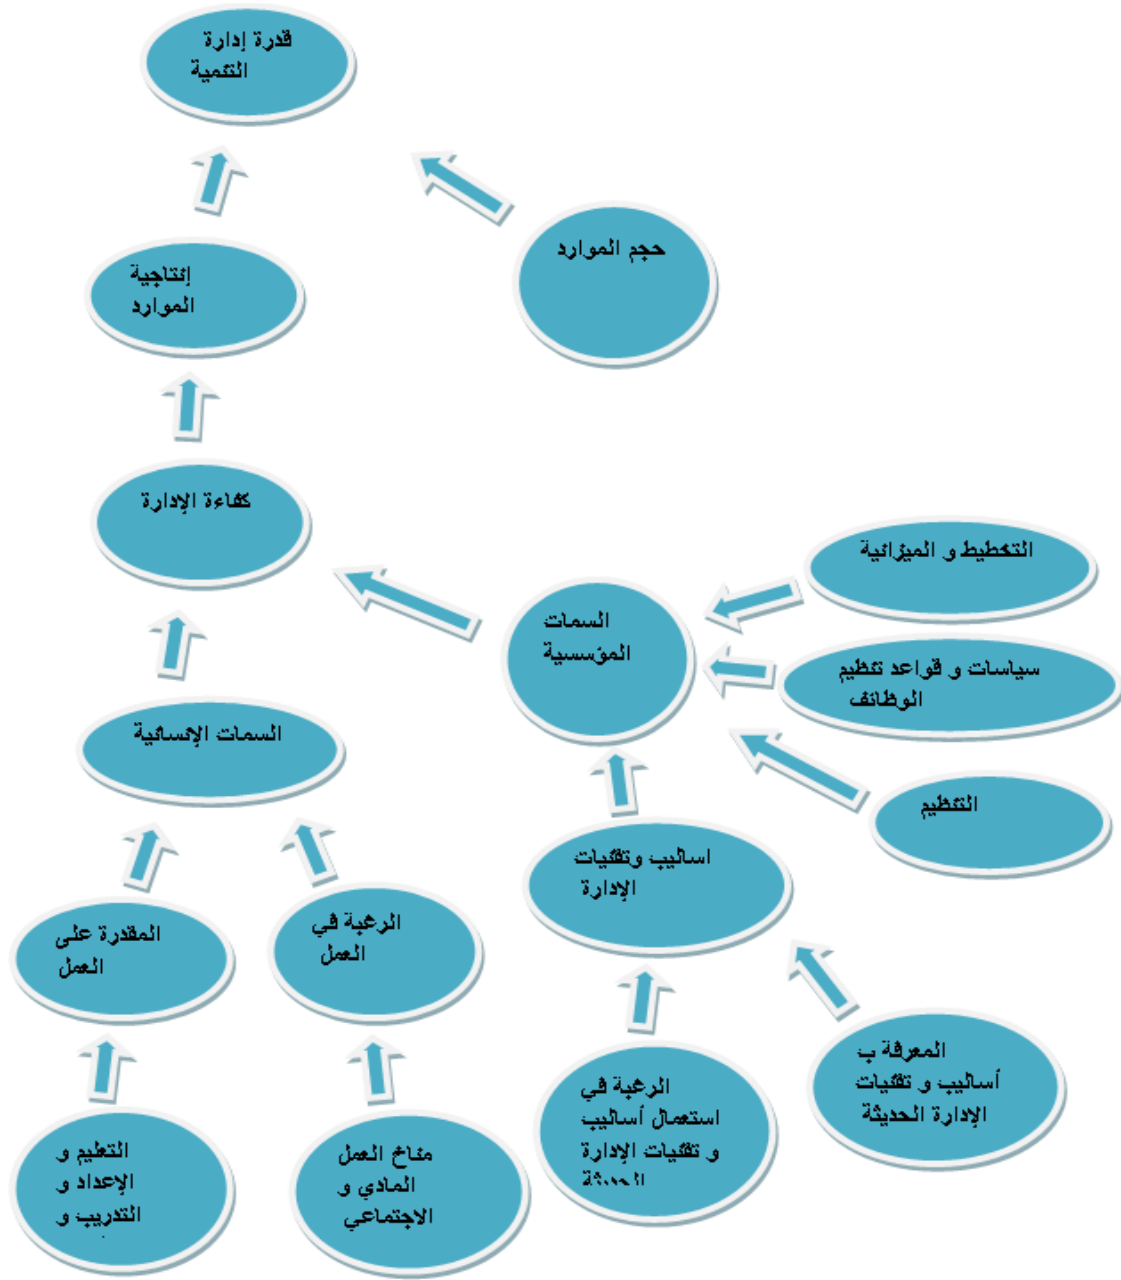 قدرة إدارة
التنمية
حجم الموارد
إنتاجية
الموارد
كفاءة الإدارة
التخطيط و الميزانية
السمات
المؤسسية
سياسات و قواعد تنظيم
الوظائف
السمات الإنسانية
التنظيم
اساليب وتقنيات
الإدارة
الرغبة في
العمل
المقدرة على
العمل
المعرفة ب
أساليب و تقنيات
الإدارة الحديثة
الرغبة في
استعمال أساليب
و تقنيات الإدارة
الحديثة
مناخ العمل
المادي و
الاجتماعي
التعليم و
الإعداد و
التدريب و